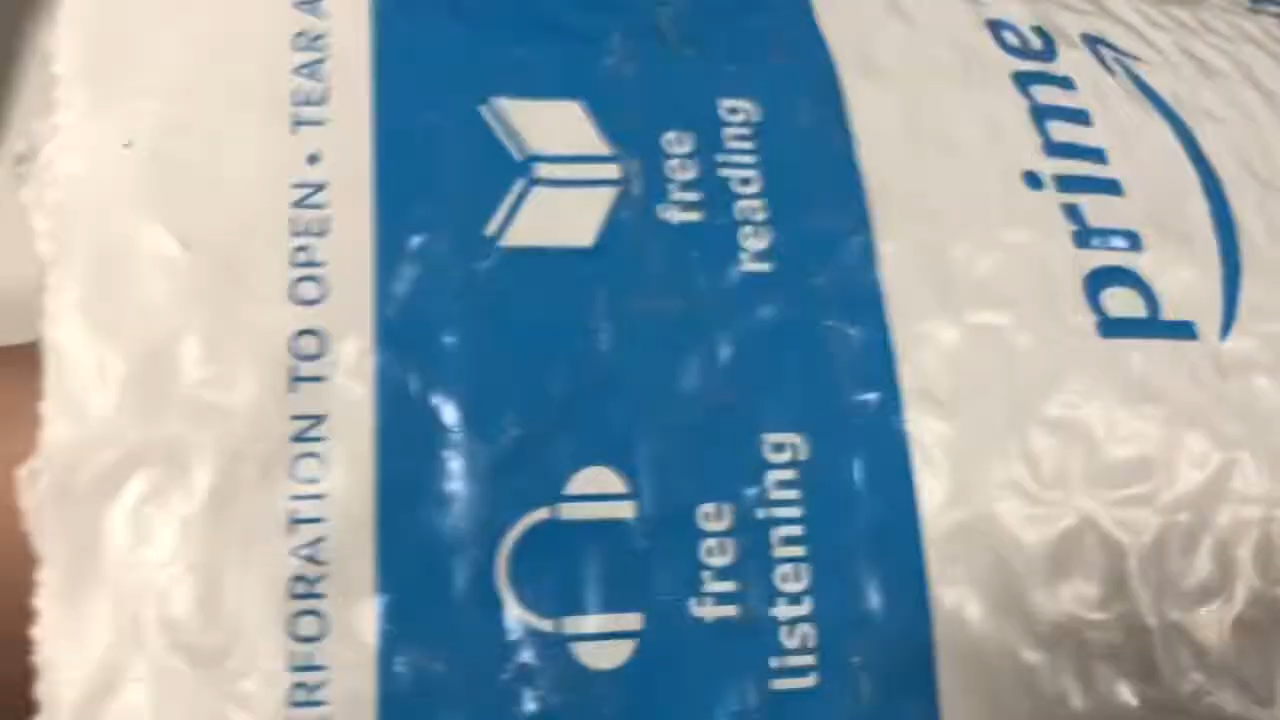 RFORATION TO OPEN • TEAR A
free
listening
free
reading
prime